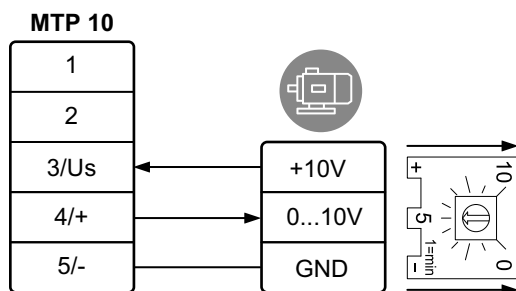 MTP 10
1
2
3/Us
+10V
4/+
0...10V
5/-
GND
+ 10
5
1=min
- 0